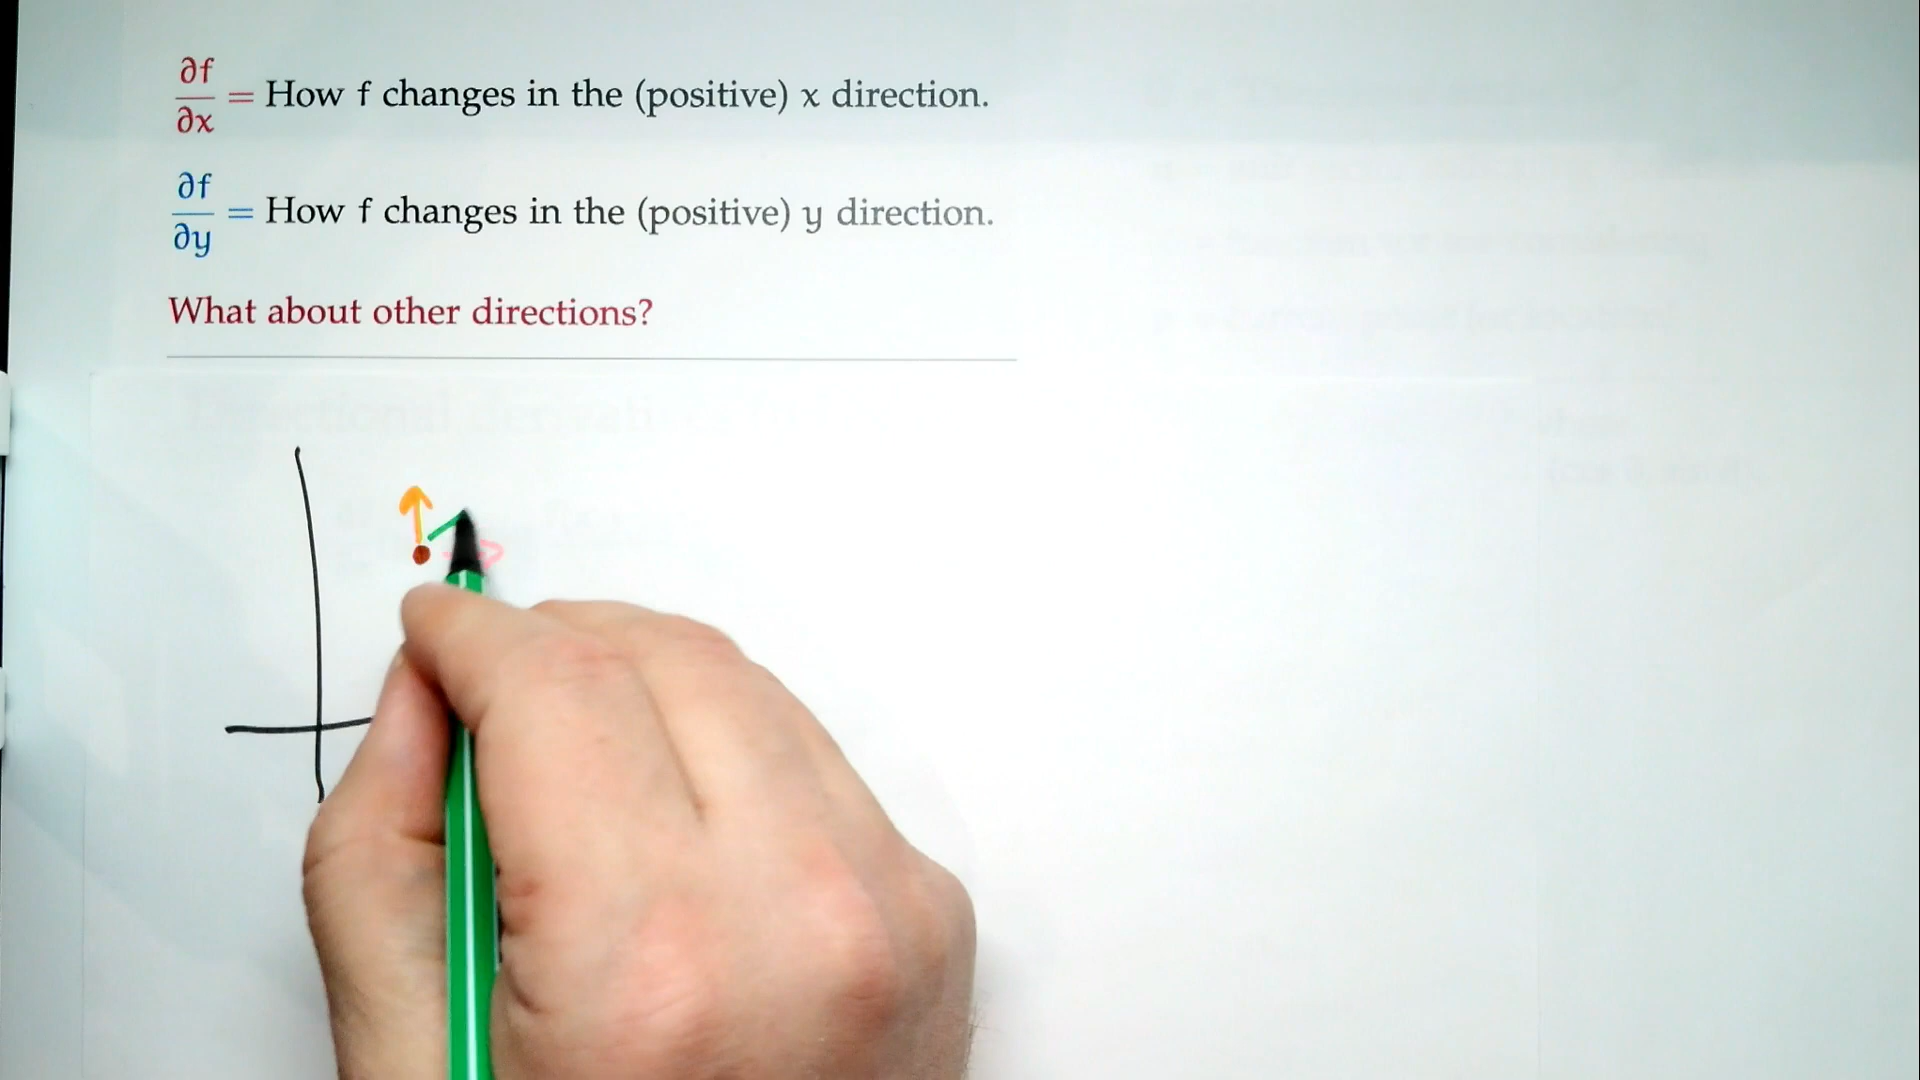 ∂f/∂x = How f changes in the (positive) x direction.
∂f/∂y = How f changes in the (positive) y direction.
What about other directions?